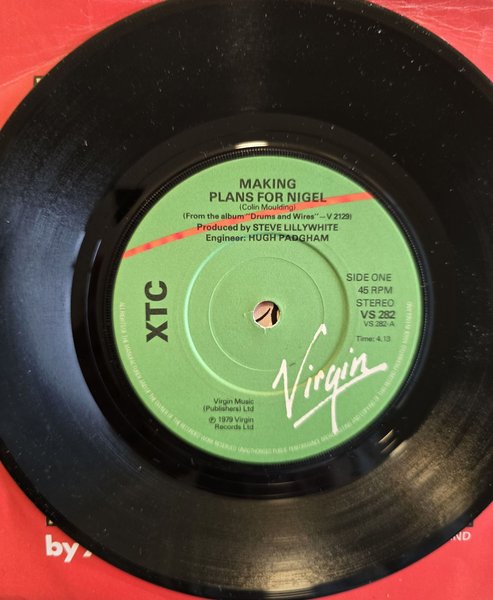 MAKING
PLANS FOR NIGEL
(Colin Moulding)
(From the album "Drums and Wires"—V 2129)
Produced by STEVE LILLYWHITE
Engineer: HUGH PADGHAM
XTC
SIDE ONE
45 RPM
STEREO
VS 282
VS 282-A
Time: 4.13
Virgin
Virgin Music
(Publishers) Ltd
℗ 1979 Virgin
Records Ltd
by